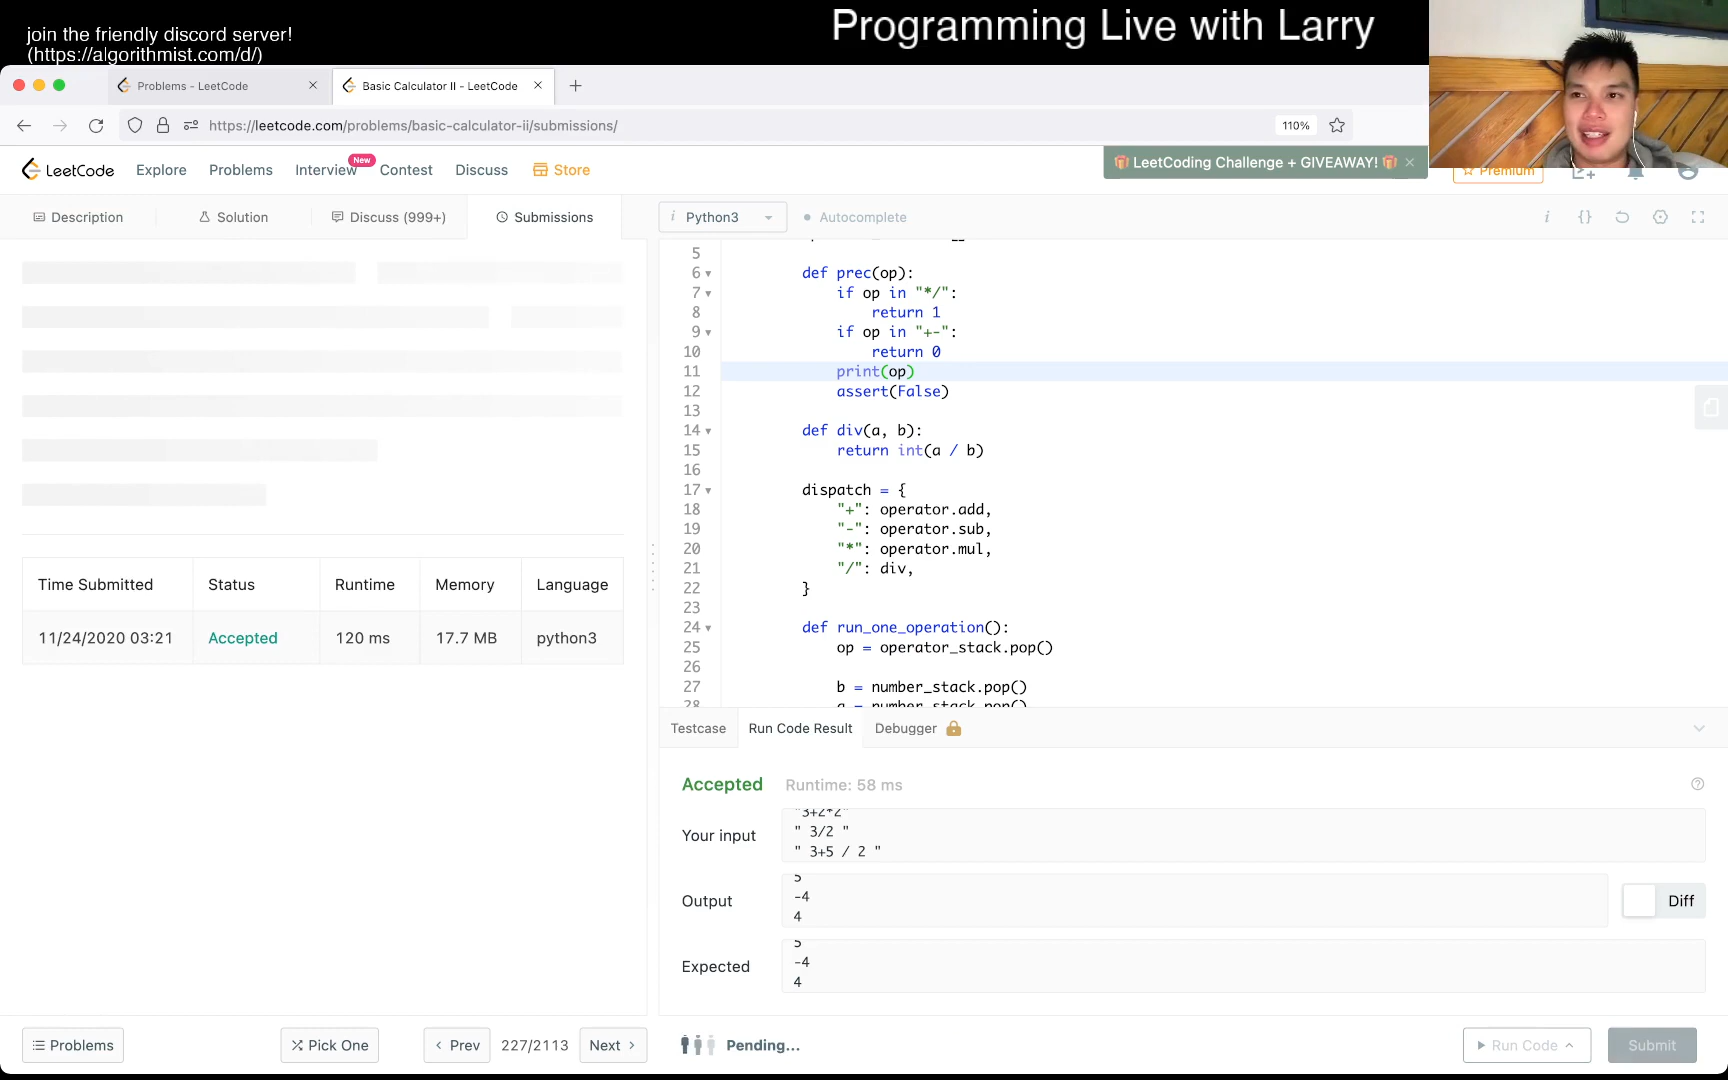 join the friendly discord server!
(https://algorithmist.com/d/)
Programming Live with Larry
Problems - LeetCode
Basic Calculator II - LeetCode
https://leetcode.com/problems/basic-calculator-ii/submissions/
110%
LeetCode
Explore
Problems
Interview
New
Contest
Discuss
Store
LeetCoding Challenge + GIVEAWAY!
Premium
Description
Solution
Discuss (999+)
Submissions
i Python3
Autocomplete
5
6 def prec(op):
7 if op in "*/":
8 return 1
9 if op in "+-":
10 return 0
11 print(op)
12 assert(False)
13
14 def div(a, b):
15 return int(a / b)
16
17 dispatch = {
18 "+": operator.add,
19 "-": operator.sub,
20 "*": operator.mul,
21 "/": div,
22 }
23
24 def run_one_operation():
25 op = operator_stack.pop()
26
27 b = number_stack.pop()
28 a = number_stack.pop()
Time Submitted Status Runtime Memory Language
11/24/2020 03:21 Accepted 120 ms 17.7 MB python3
Testcase
Run Code Result
Debugger
Accepted Runtime: 58 ms
Your input
"3+2*2"
" 3/2 "
" 3+5 / 2 "
Output
5
-4
4
Diff
Expected
5
-4
4
Problems
Pick One
Prev
227/2113
Next
Pending...
Run Code
Submit